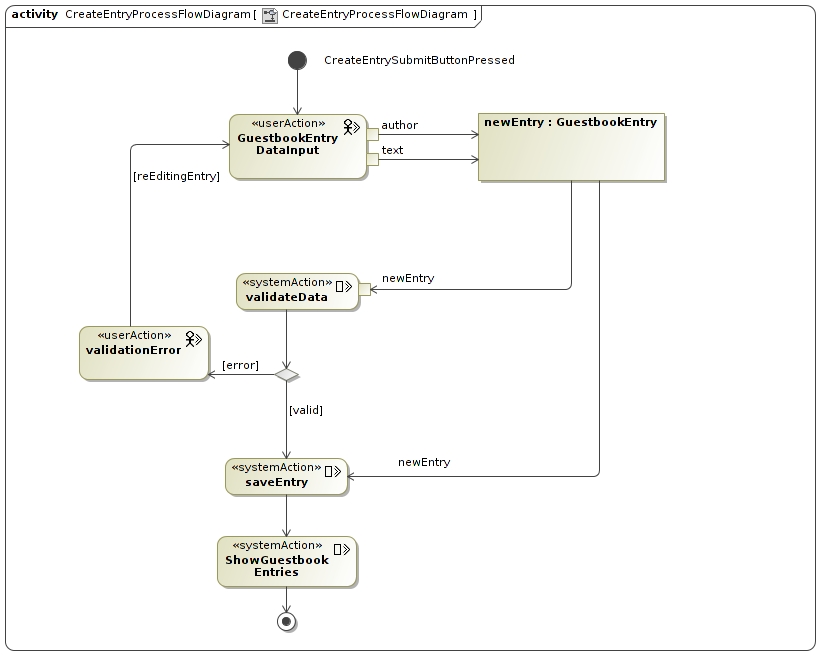 activity CreateEntryProcessFlowDiagram [ CreateEntryProcessFlowDiagram ]
CreateEntrySubmitButtonPressed
«userAction»
GuestbookEntry
DataInput
author
text
newEntry : GuestbookEntry
[reEditingEntry]
«systemAction»
validateData
newEntry
«userAction»
validationError
[error]
[valid]
«systemAction»
saveEntry
newEntry
«systemAction»
ShowGuestbook
Entries